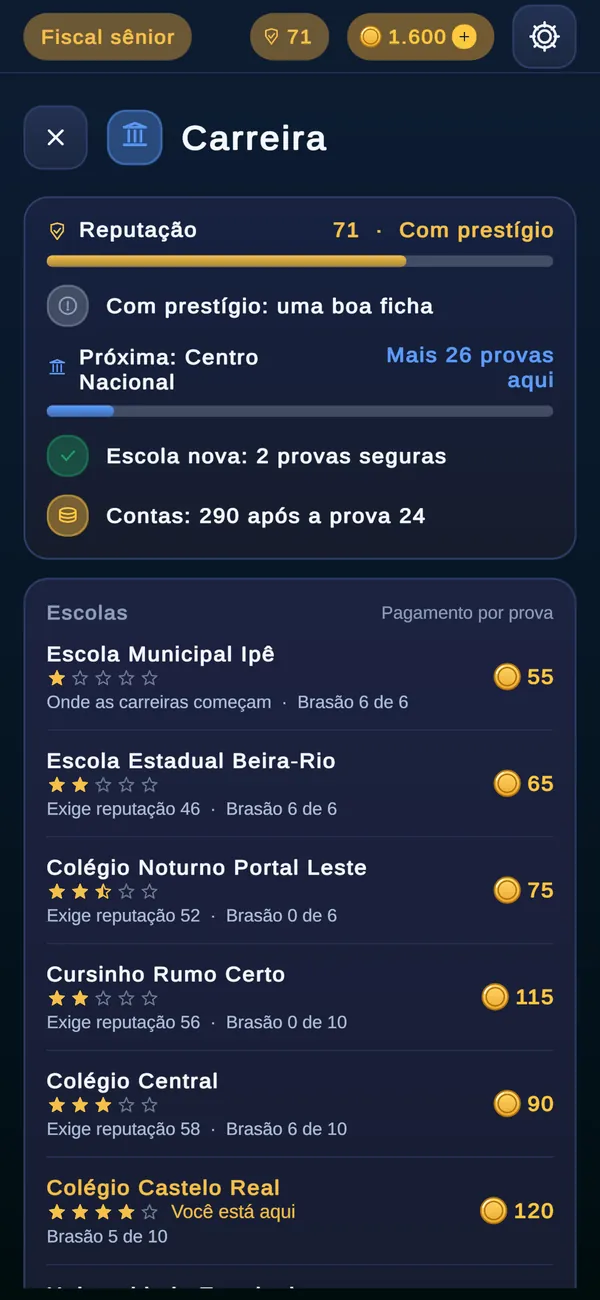 Fiscal sênior
71
1.600 +
Carreira
Reputação 71 · Com prestígio
Com prestígio: uma boa ficha
Próxima: Centro Nacional
Mais 26 provas aqui
Escola nova: 2 provas seguras
Contas: 290 após a prova 24
Escolas Pagamento por prova
Escola Municipal Ipê
55
Onde as carreiras começam · Brasão 6 de 6
Escola Estadual Beira-Rio
65
Exige reputação 46 · Brasão 6 de 6
Colégio Noturno Portal Leste
75
Exige reputação 52 · Brasão 0 de 6
Cursinho Rumo Certo
115
Exige reputação 56 · Brasão 0 de 10
Colégio Central
90
Exige reputação 58 · Brasão 6 de 10
Colégio Castelo Real
Você está aqui
120
Brasão 5 de 10